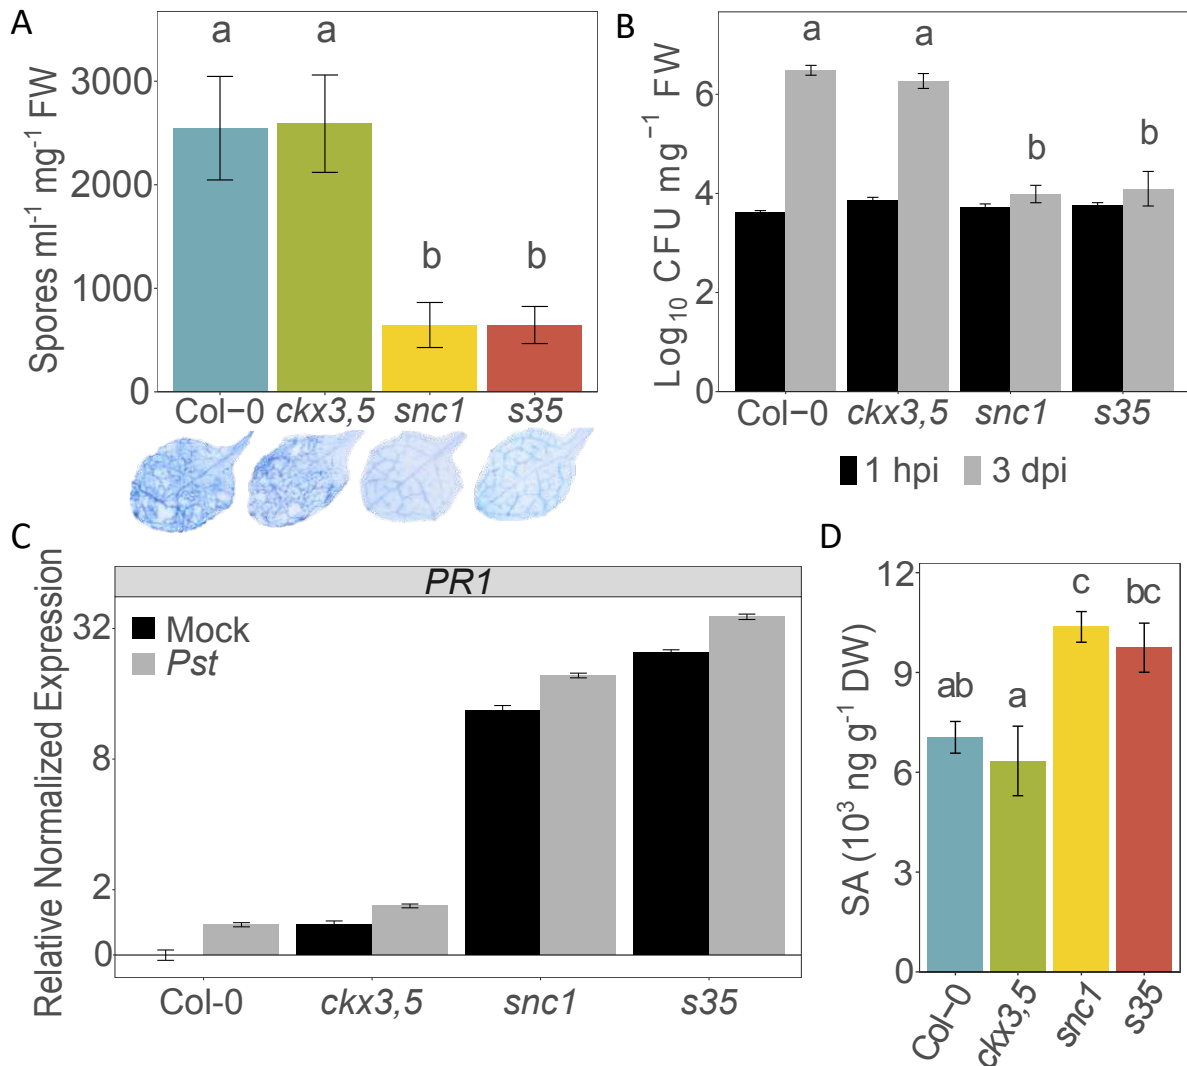 A
Spores ml⁻¹ mg⁻¹ FW
3000
2000
1000
0
a
a
b
b
Col−0
ckx3,5
snc1
s35
B
Log₁₀ CFU mg⁻¹ FW
6
4
2
0
a
a
b
b
Col−0
ckx3,5
snc1
s35
1 hpi
3 dpi
C
PR1
Relative Normalized Expression
32
8
2
0
Mock
Pst
Col-0
ckx3,5
snc1
s35
D
SA (10³ ng g⁻¹ DW)
12
9
6
3
0
ab
a
c
bc
Col−0
ckx3,5
snc1
s35